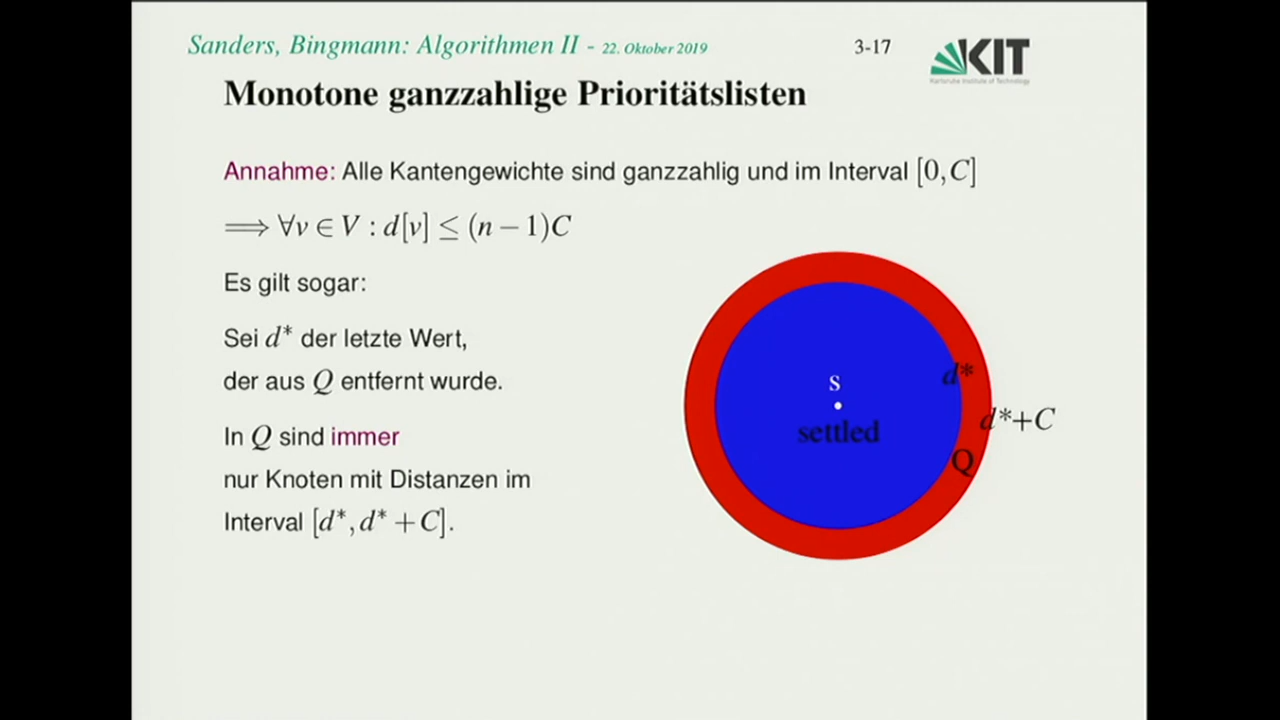 Sanders, Bingmann: Algorithmen II - 22. Oktober 2019
3-17
KIT
Karlsruhe Institute of Technology
Monotone ganzzahlige Prioritätslisten
Annahme: Alle Kantengewichte sind ganzzahlig und im Interval [0, C]
⟹ ∀v ∈ V : d[v] ≤ (n − 1)C
Es gilt sogar:
Sei d* der letzte Wert,
der aus Q entfernt wurde.
In Q sind immer
nur Knoten mit Distanzen im
Interval [d*, d* + C].
s
settled
d*
d*+C
Q